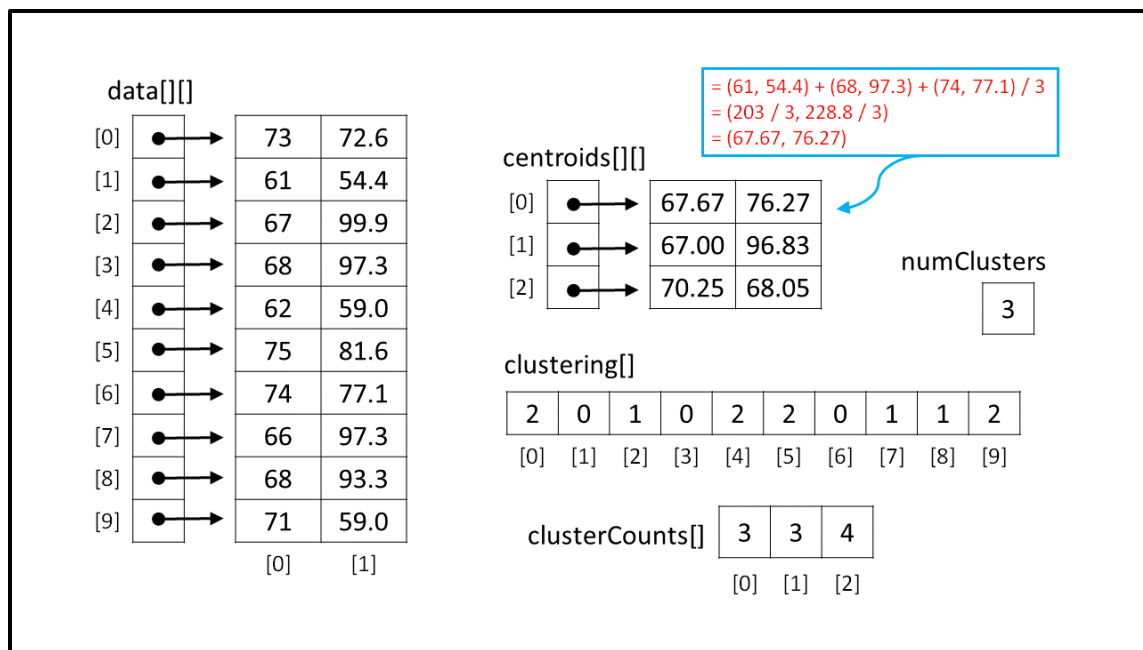 data[][]
[0] 73 72.6
[1] 61 54.4
[2] 67 99.9
[3] 68 97.3
[4] 62 59.0
[5] 75 81.6
[6] 74 77.1
[7] 66 97.3
[8] 68 93.3
[9] 71 59.0
[0] [1]
= (61, 54.4) + (68, 97.3) + (74, 77.1) / 3
= (203 / 3, 228.8 / 3)
= (67.67, 76.27)
centroids[][]
[0] 67.67 76.27
[1] 67.00 96.83
[2] 70.25 68.05
numClusters
3
clustering[]
2 0 1 0 2 2 0 1 1 2
[0] [1] [2] [3] [4] [5] [6] [7] [8] [9]
clusterCounts[] 3 3 4
[0] [1] [2]